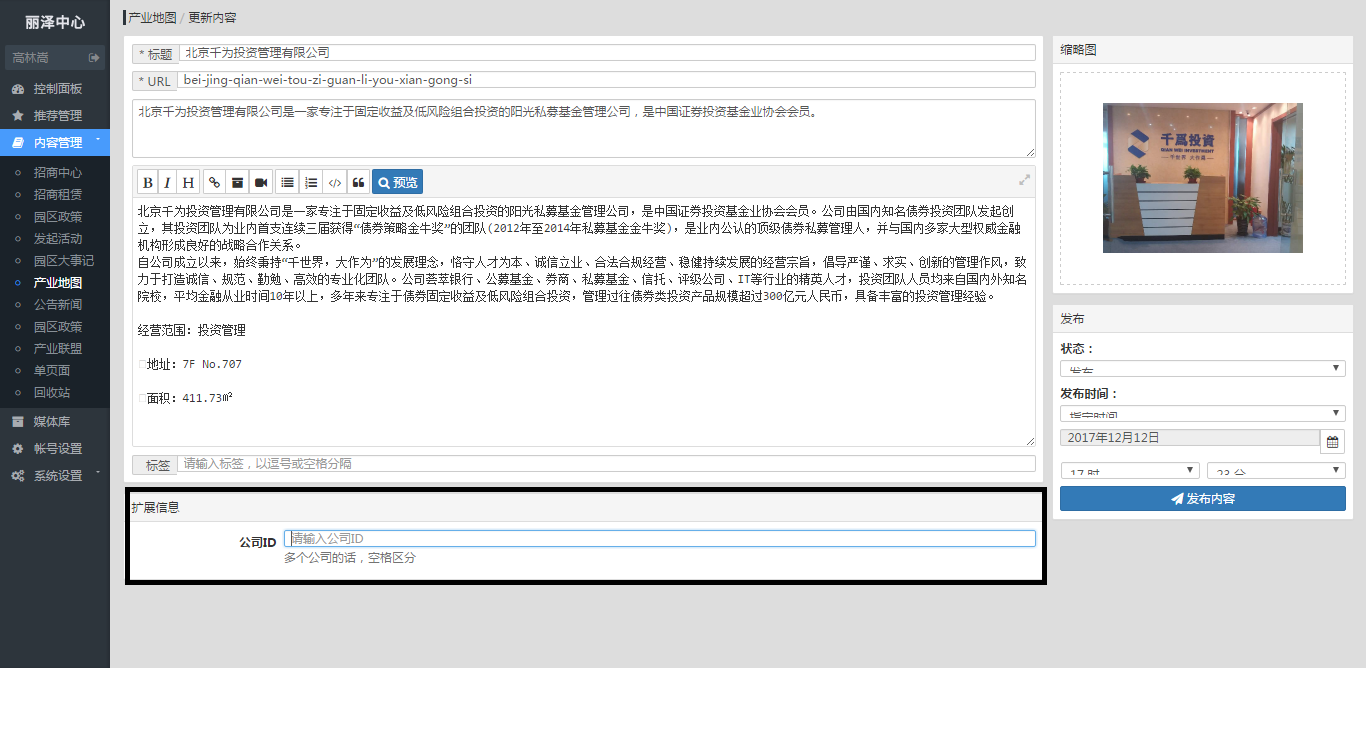 丽泽中心
高林嵩
控制面板
推荐管理
内容管理
招商中心
招商租赁
园区政策
发起活动
园区大事记
产业地图
公告新闻
园区政策
产业联盟
单页面
回收站
媒体库
帐号设置
系统设置
产业地图 / 更新内容
* 标题 北京千为投资管理有限公司
* URL bei-jing-qian-wei-tou-zi-guan-li-you-xian-gong-si
北京千为投资管理有限公司是一家专注于固定收益及低风险组合投资的阳光私募基金管理公司，是中国证券投资基金业协会会员。
B I H 预览
北京千为投资管理有限公司是一家专注于固定收益及低风险组合投资的阳光私募基金管理公司，是中国证券投资基金业协会会员。公司由国内知名债券投资团队发起创
立，其投资团队为业内首支连续三届获得“债券策略金牛奖”的团队(2012年至2014年私募基金金牛奖)，是业内公认的顶级债券私募管理人，并与国内多家大型权威金融
机构形成良好的战略合作关系。
自公司成立以来，始终秉持“千世界，大作为”的发展理念，恪守人才为本、诚信立业、合法合规经营、稳健持续发展的经营宗旨，倡导严谨、求实、创新的管理作风，致
力于打造诚信、规范、勤勉、高效的专业化团队。公司荟萃银行、公募基金、券商、私募基金、信托、评级公司、IT等行业的精英人才，投资团队人员均来自国内外知名
院校，平均金融从业时间10年以上，多年来专注于债券固定收益及低风险组合投资，管理过往债券类投资产品规模超过300亿元人民币，具备丰富的投资管理经验。
经营范围：投资管理
地址：7F No.707
面积：411.73㎡
标签 请输入标签，以逗号或空格分隔
扩展信息
公司ID 请输入公司ID
多个公司的话，空格区分
缩略图
千為投資
QIAN WEI INVESTMENT
千世界 大作為
发布
状态：
发布
发布时间：
指定时间
2017年12月12日
17 时 23 分
发布内容